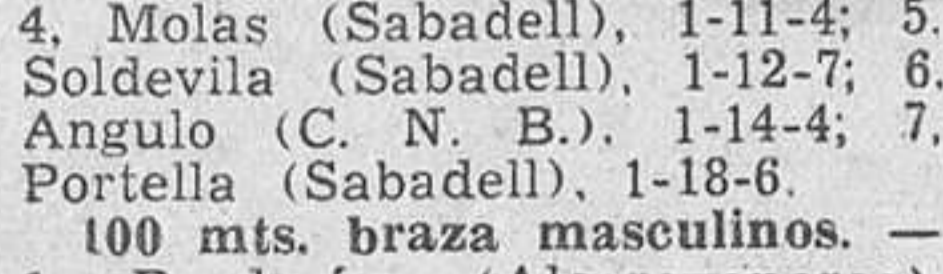 4, Molas (Sabadell), 1-11-4; 5.
Soldevila (Sabadell), 1-12-7; 6.
Angulo (C. N. B.). 1-14-4; 7,
Portella (Sabadell), 1-18-6.
100 mts. braza masculinos. —